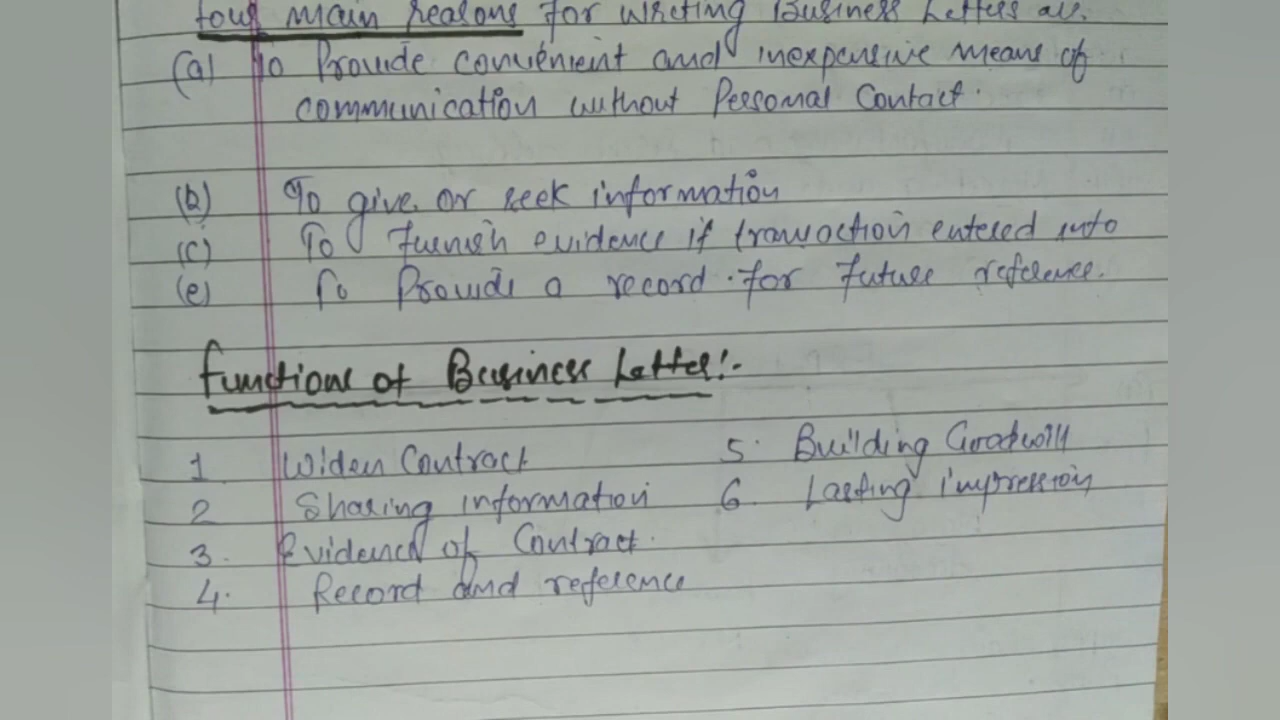 four main reasons for writing Business Letters are.
(a) To Provide convenient and inexpensive means of
communication without Personal Contact.
(b) To give or seek information
(c) To furnish evidence if transaction entered into
(e) To Provide a record for future reference.
Functions of Business Letter:-
1 Widen Contract
2 Sharing information
3. Evidence of Contract.
4. Record and reference
5. Building Goodwill
6. Lasting impression